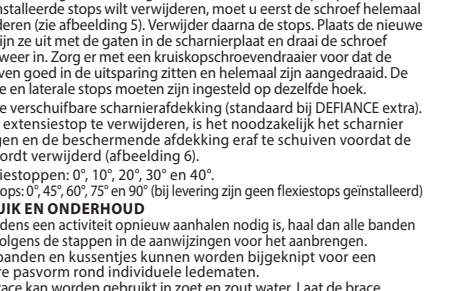 nstalleerde stops wilt verwijderen, moet u eerst de schroef helemaal
deren (zie afbeelding 5). Verwijder daarna de stops. Plaats de nieuwe
ijn ze uit met de gaten in de scharnierplaat en draai de schroef
weer in. Zorg er met een kruiskopschroevendraaier voor dat de
ven goed in de uitsparing zitten en helemaal zijn aangedraaid. De
e en laterale stops moeten zijn ingesteld op dezelfde hoek.
e verschuifbare scharnierafdekking (standaard bij DEFIANCE extra).
extensiestop te verwijderen, is het noodzakelijk het scharnier
gen en de beschermende afdekking eraf te schuiven voordat de
ordt verwijderd (afbeelding 6).
iestoppen: 0°, 10°, 20°, 30° en 40°.
ops: 0°, 45°, 60°, 75° en 90° (bij levering zijn geen flexiestops geïnstalleerd)
UIK EN ONDERHOUD
dens een activiteit opnieuw aanhalen nodig is, haal dan alle banden
olgens de stappen in de aanwijzingen voor het aanbrengen.
banden en kussentjes kunnen worden bijgeknipt voor een
re pasvorm rond individuele ledematen.
race kan worden gebruikt in zoet en zout water. Laat de brace